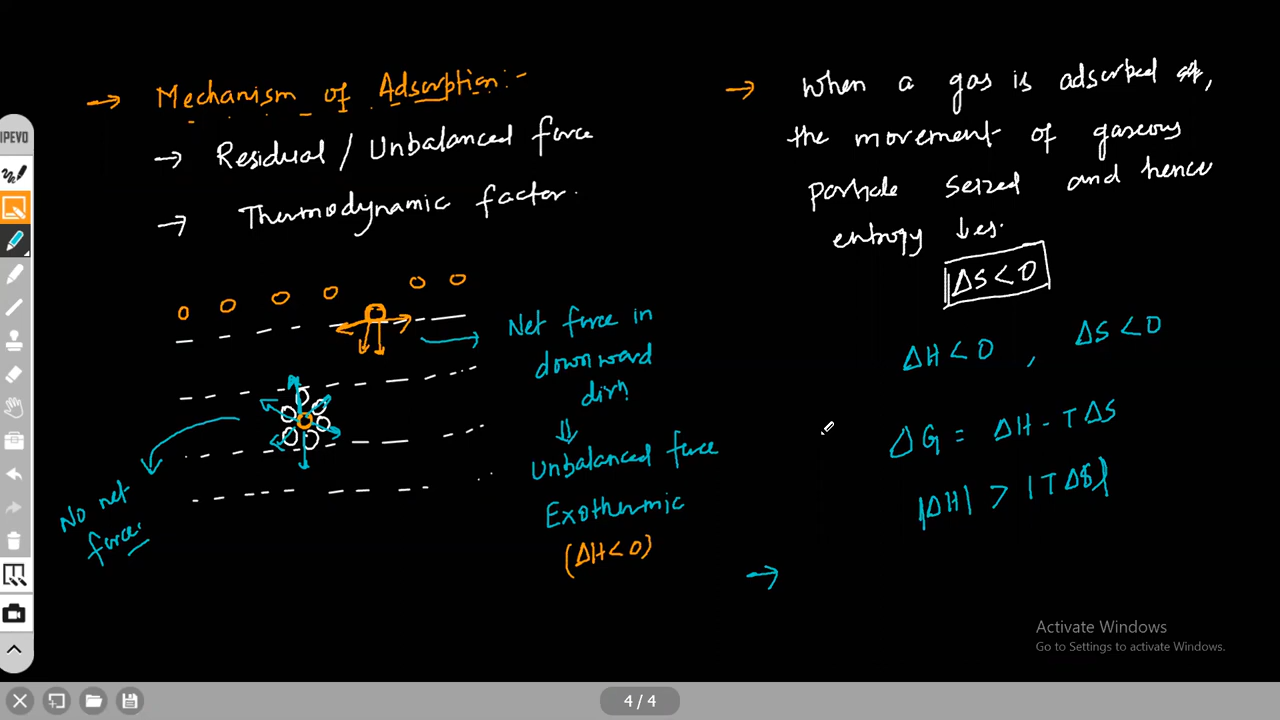 IPEVO
→ Mechanism of Adsorption :-
→ Residual / Unbalanced force
→ Thermodynamic factor.
Net force in
downward
dirn
⇓
Unbalanced force
Exothermic
(ΔH < 0)
No net
force.
→ When a gas is adsorbed,
the movement of gaseous
particle seized and hence
entropy ↓es.
ΔS < 0
ΔH < 0 , ΔS < 0
ΔG = ΔH - TΔS
|ΔH| > |TΔS|
→
Activate Windows
Go to Settings to activate Windows.
4 / 4